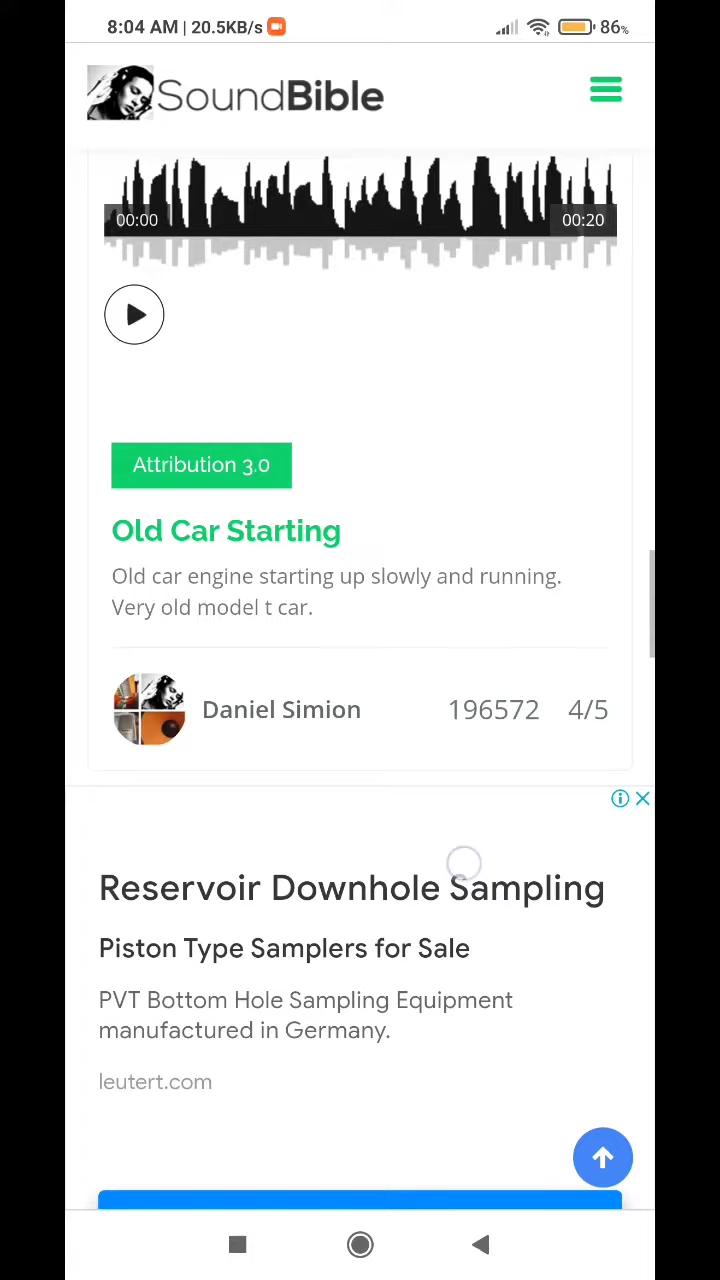 8:04 AM | 20.5KB/s
86%
SoundBible
00:00
00:20
Attribution 3.0
Old Car Starting
Old car engine starting up slowly and running.
Very old model t car.
Daniel Simion 196572 4/5
Reservoir Downhole Sampling
Piston Type Samplers for Sale
PVT Bottom Hole Sampling Equipment
manufactured in Germany.
leutert.com